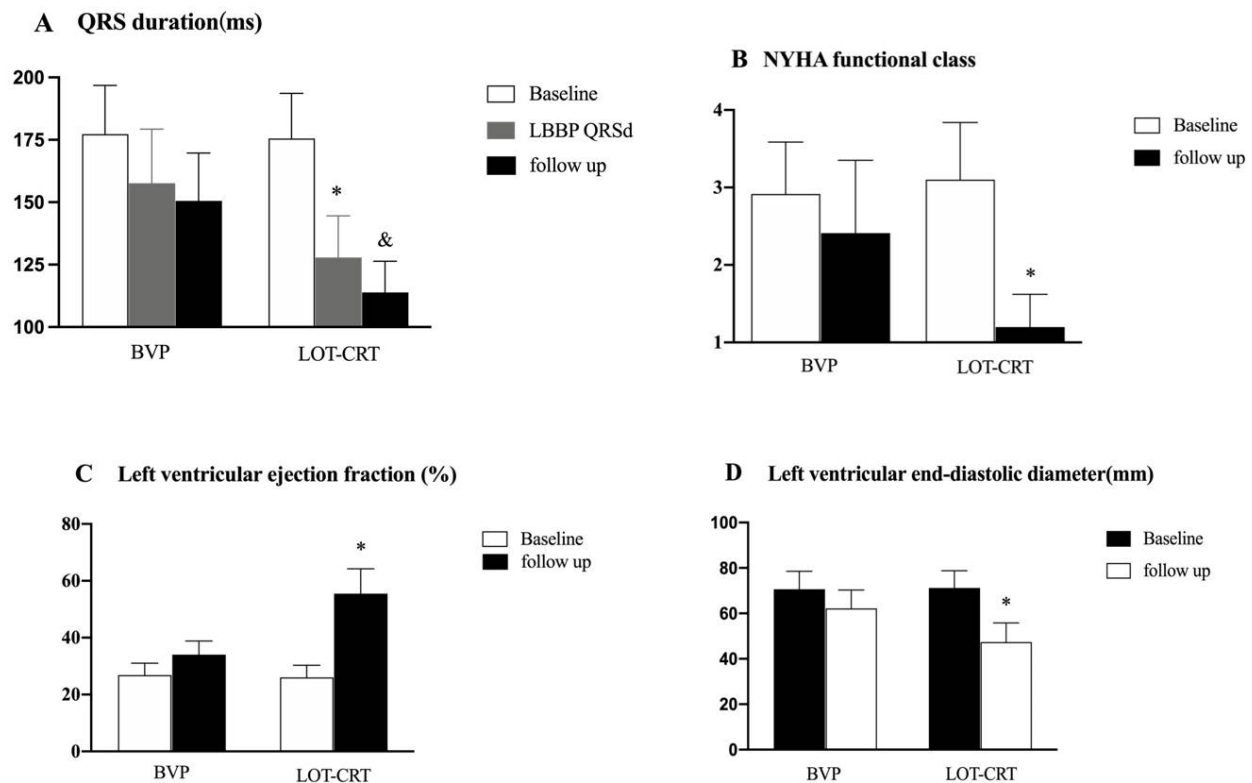 A QRS duration(ms)
200
175
150
125
100
*
&
BVP
LOT-CRT
Baseline
LBBP QRSd
follow up
B NYHA functional class
4
3
2
1
*
BVP
LOT-CRT
Baseline
follow up
C Left ventricular ejection fraction (%)
80
60
40
20
0
*
BVP
LOT-CRT
Baseline
follow up
D Left ventricular end-diastolic diameter(mm)
100
80
60
40
20
0
*
BVP
LOT-CRT
Baseline
follow up